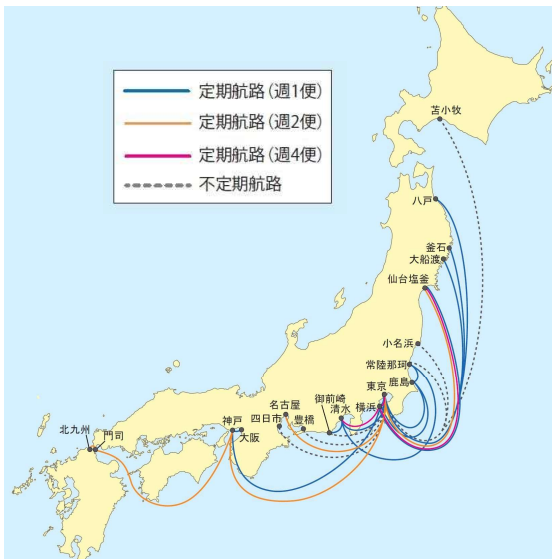 定期航路(週1便)
定期航路(週2便)
定期航路(週4便)
不定期航路
苫小牧
八戸
釜石
大船渡
仙台塩釜
小名浜
常陸那珂
東京
鹿島
名古屋
御前崎
清水
横浜
四日市
豊橋
神戸
大阪
北九州
門司